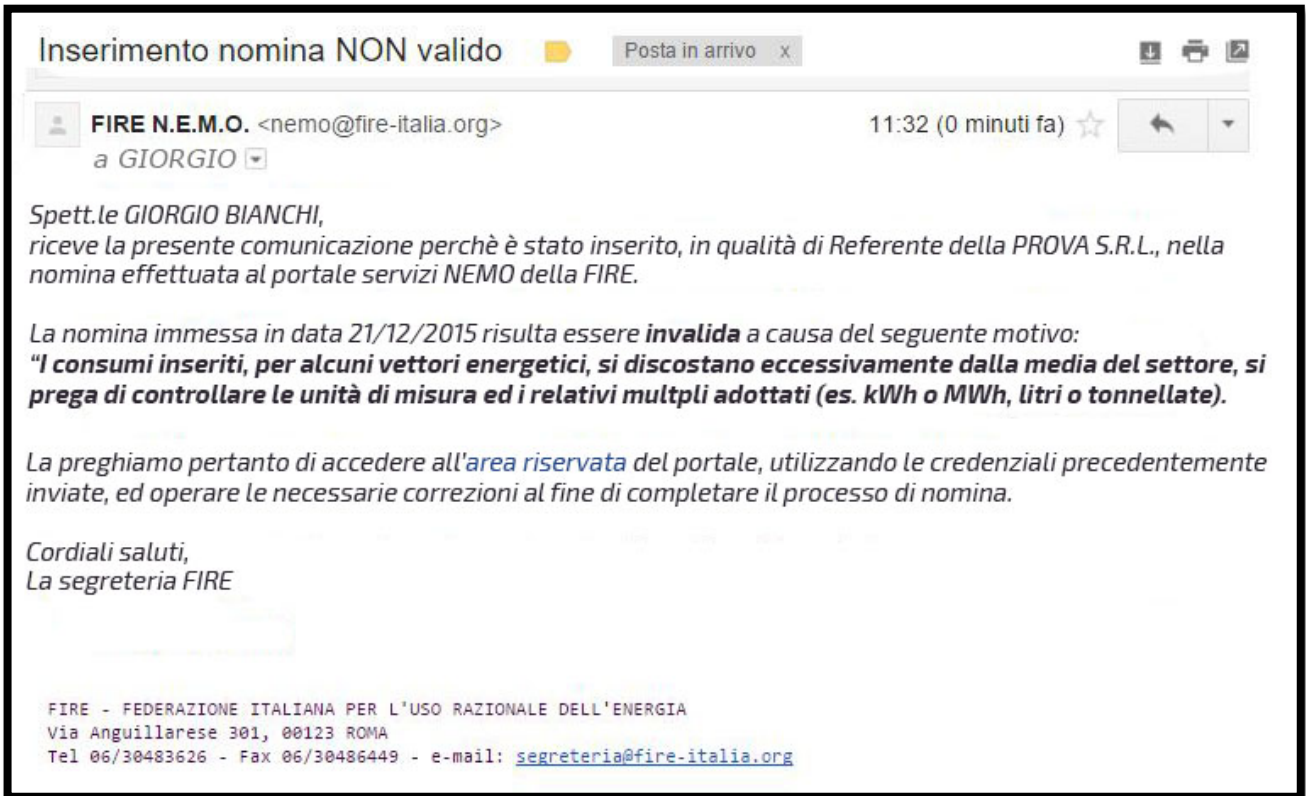 Inserimento nomina NON valido
Posta in arrivo x
FIRE N.E.M.O. <nemo@fire-italia.org>
11:32 (0 minuti fa)
a GIORGIO
Spett.le GIORGIO BIANCHI,
riceve la presente comunicazione perchè è stato inserito, in qualità di Referente della PROVA S.R.L., nella
nomina effettuata al portale servizi NEMO della FIRE.
La nomina immessa in data 21/12/2015 risulta essere invalida a causa del seguente motivo:
"I consumi inseriti, per alcuni vettori energetici, si discostano eccessivamente dalla media del settore, si
prega di controllare le unità di misura ed i relativi multpli adottati (es. kWh o MWh, litri o tonnellate).
La preghiamo pertanto di accedere all'area riservata del portale, utilizzando le credenziali precedentemente
inviate, ed operare le necessarie correzioni al fine di completare il processo di nomina.
Cordiali saluti,
La segreteria FIRE
FIRE - FEDERAZIONE ITALIANA PER L'USO RAZIONALE DELL'ENERGIA
Via Anguillarese 301, 00123 ROMA
Tel 06/30483626 - Fax 06/30486449 - e-mail: segreteria@fire-italia.org